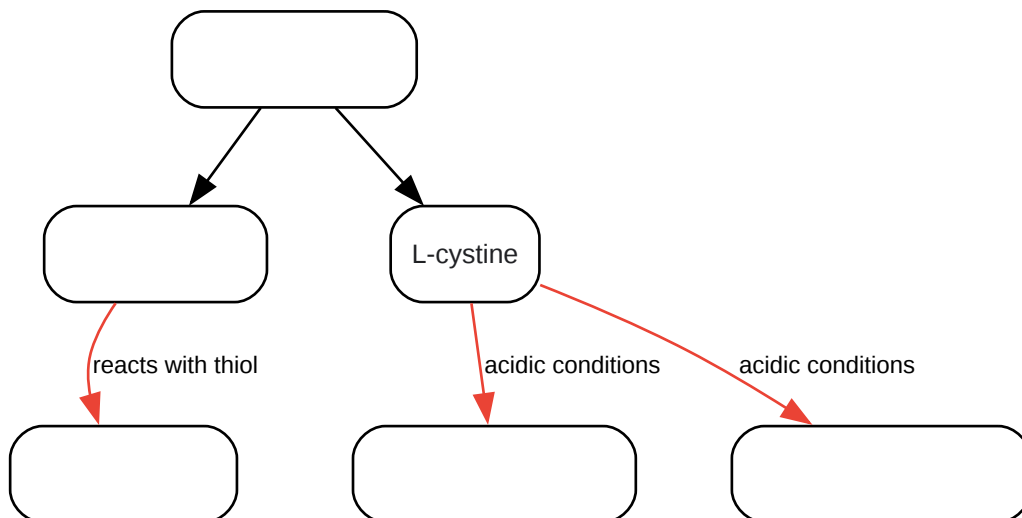 L-cystine
reacts with thiol
acidic conditions
acidic conditions